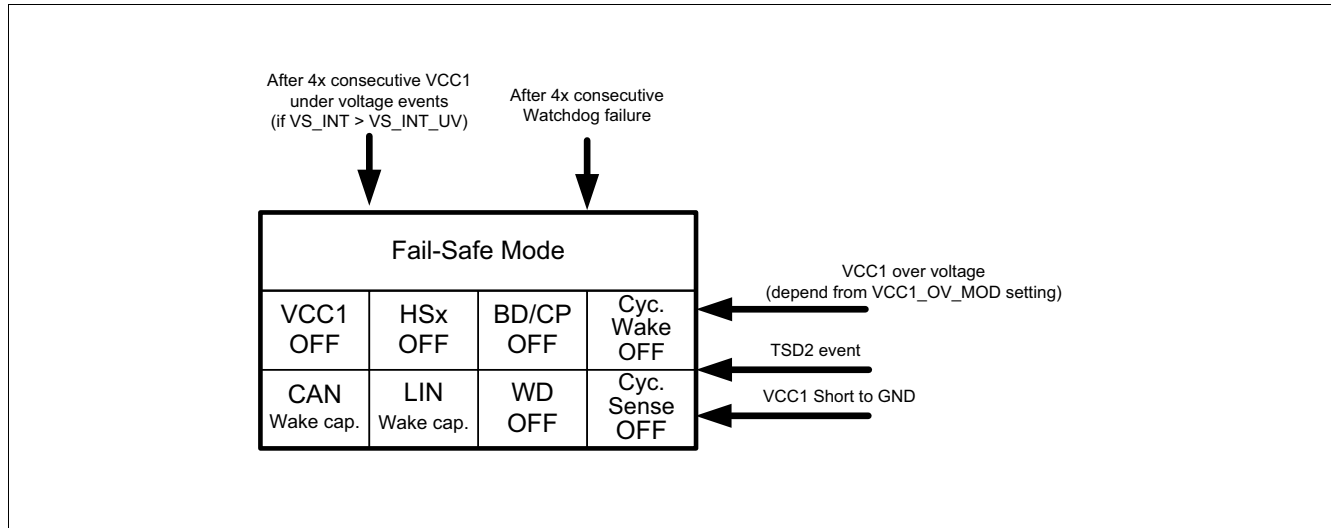 After 4x consecutive VCC1
under voltage events
(if VS_INT > VS_INT_UV)
After 4x consecutive
Watchdog failure
Fail-Safe Mode
VCC1
OFF
HSx
OFF
BD/CP
OFF
Cyc.
Wake
OFF
CAN
Wake cap.
LIN
Wake cap.
WD
OFF
Cyc.
Sense
OFF
VCC1 over voltage
(depend from VCC1_OV_MOD setting)
TSD2 event
VCC1 Short to GND